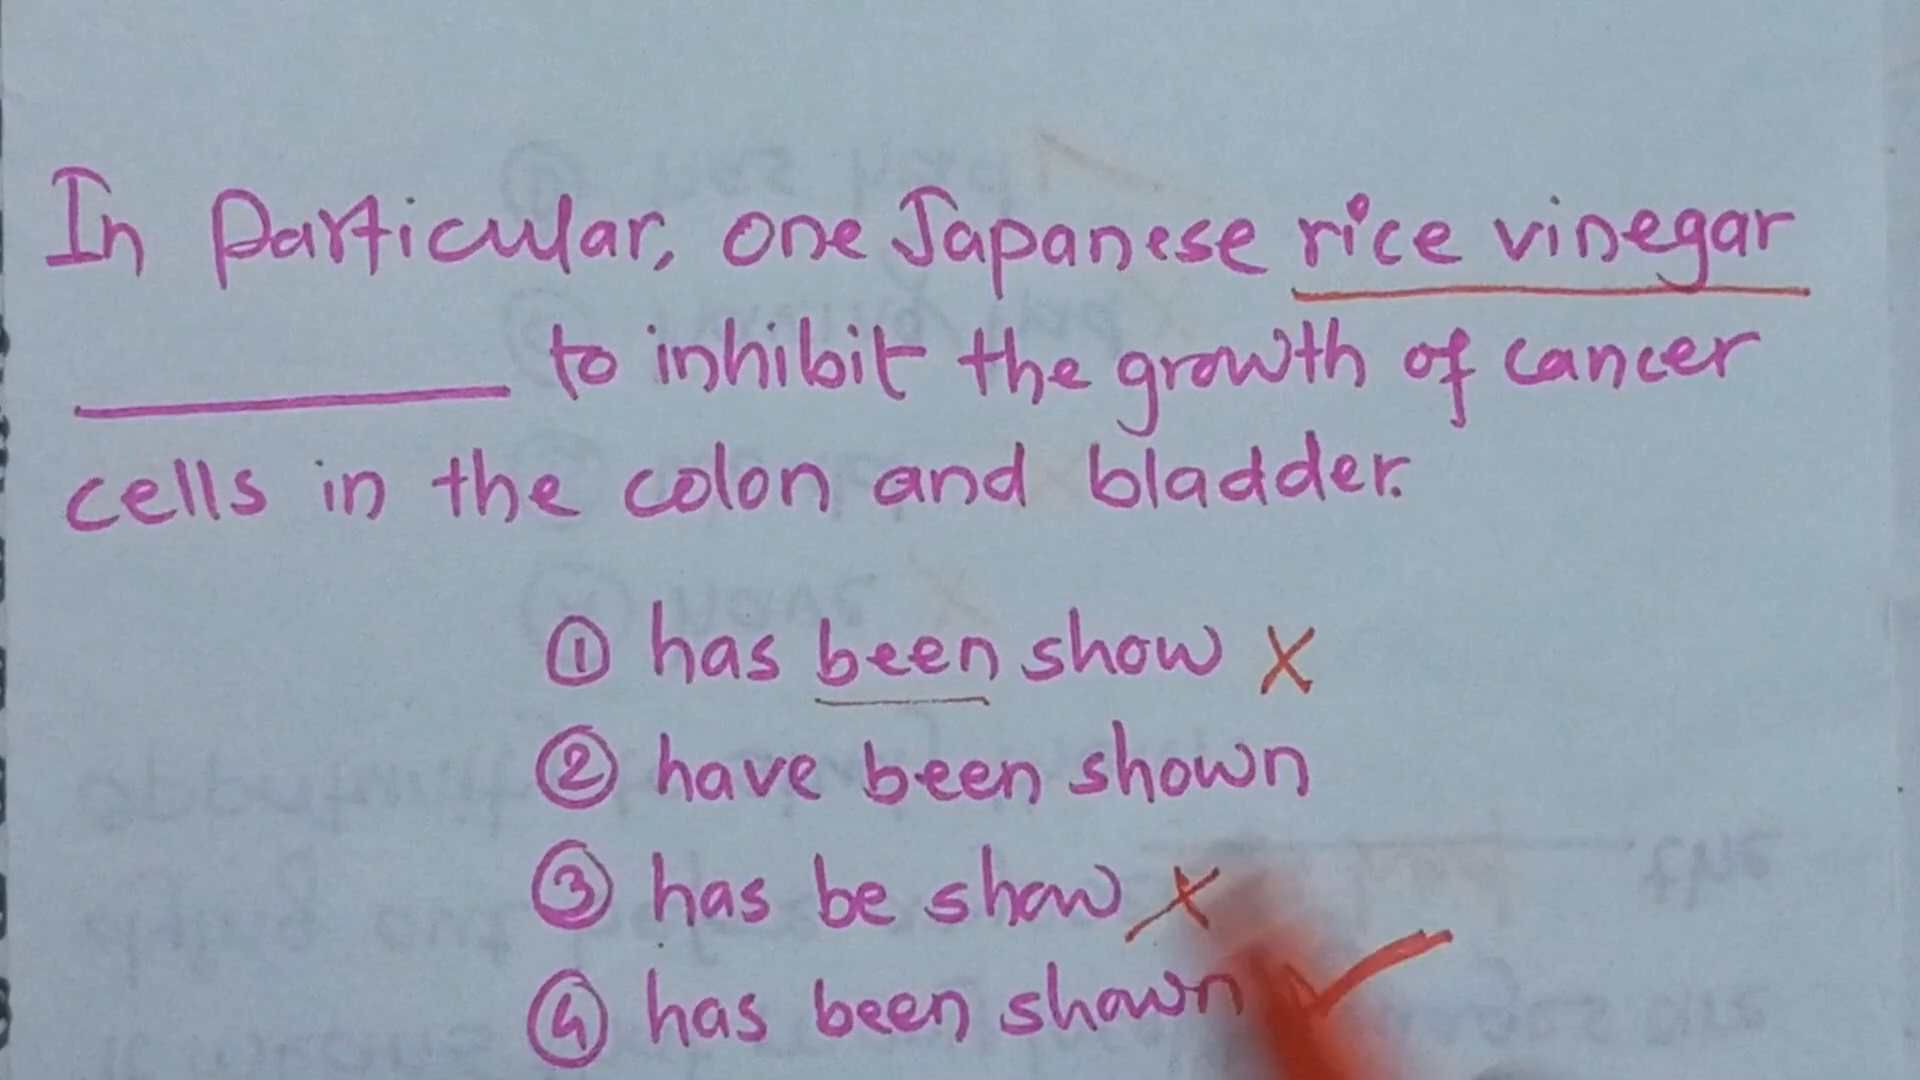 In particular, one Japanese rice vinegar
__________ to inhibit the growth of cancer
cells in the colon and bladder.
① has been show X
② have been shown
③ has be show X
④ has been shown ✓